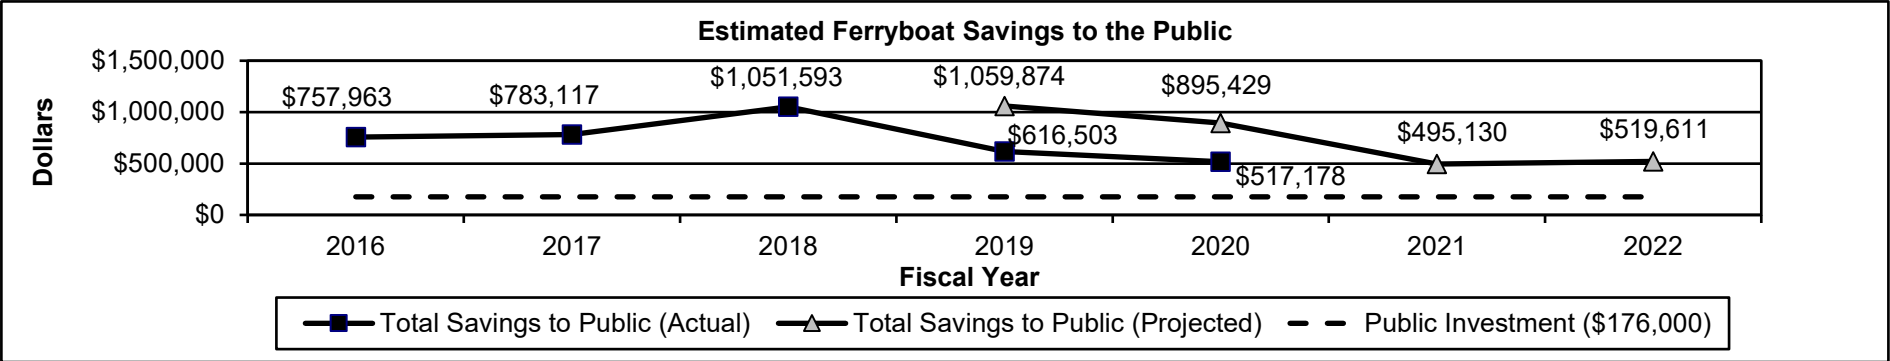 Estimated Ferryboat Savings to the Public
$1,500,000
$1,000,000
$500,000
$0
Dollars
$757,963
$783,117
$1,051,593
$1,059,874
$895,429
$616,503
$517,178
$495,130
$519,611
2016 2017 2018 2019 2020 2021 2022
Fiscal Year
Total Savings to Public (Actual) Total Savings to Public (Projected) Public Investment ($176,000)